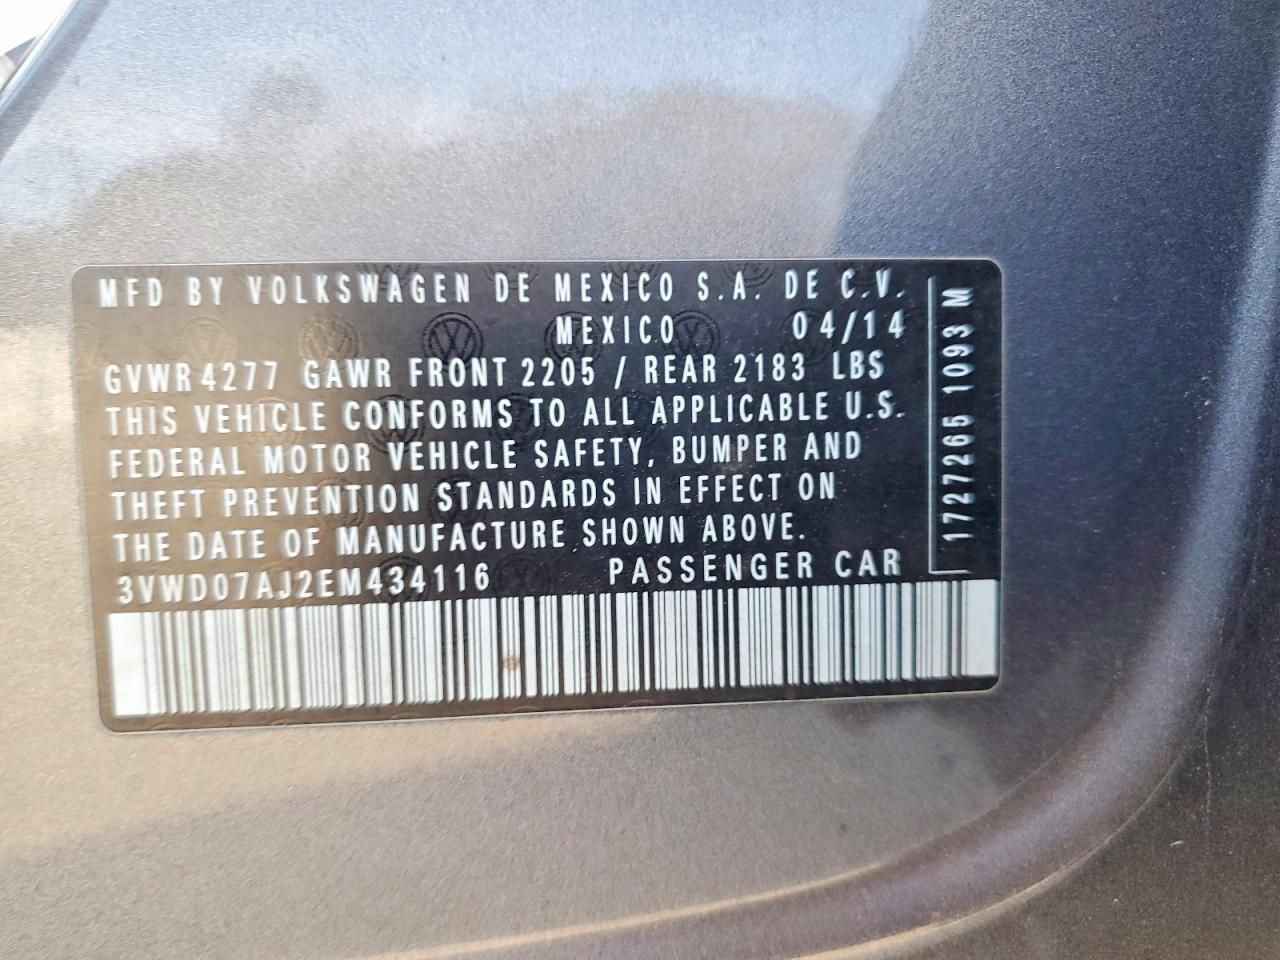 MFD BY VOLKSWAGEN DE MEXICO S.A. DE C.V.
MEXICO 04/14
GVWR 4277 GAWR FRONT 2205 / REAR 2183 LBS
THIS VEHICLE CONFORMS TO ALL APPLICABLE U.S.
FEDERAL MOTOR VEHICLE SAFETY, BUMPER AND
THEFT PREVENTION STANDARDS IN EFFECT ON
THE DATE OF MANUFACTURE SHOWN ABOVE.
3VWD07AJ2EM434116 PASSENGER CAR
1727265 1093 M